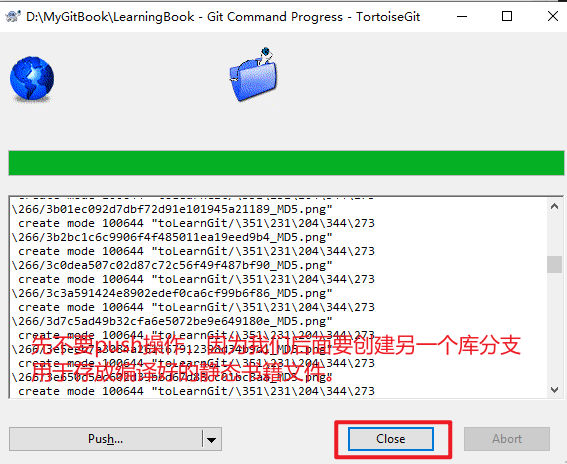 D:\MyGitBook\LearningBook - Git Command Progress - TortoiseGit
\266/3b01ec092d7dbf72d91e101945a21189_MD5.png"
create mode 100644 "toLearnGit/\351\231\204\344\273
\266/3b2bc1c6c9906f4f485011ea19eed9b4_MD5.png"
create mode 100644 "toLearnGit/\351\231\204\344\273
\266/3c0dea507c02d87c72c56f49f487bf90_MD5.png"
create mode 100644 "toLearnGit/\351\231\204\344\273
\266/3c3a591424e8902edef0ca6cf99b6f86_MD5.png"
create mode 100644 "toLearnGit/\351\231\204\344\273
\266/3d7c5ad49b32cfa6e5072be9e649180e_MD5.png"
create mode 100644 "toLearnGit/\351\231\204\344\273
先不要push操作，因为我们后面要创建另一个库分支
create mode 100644 "toLearnGit/\351\231\204\344\273
用于存放编译好的静态书籍文件。
create mode 100644 "toLearnGit/\351\231\204\344\273
Push...
Close
Abort